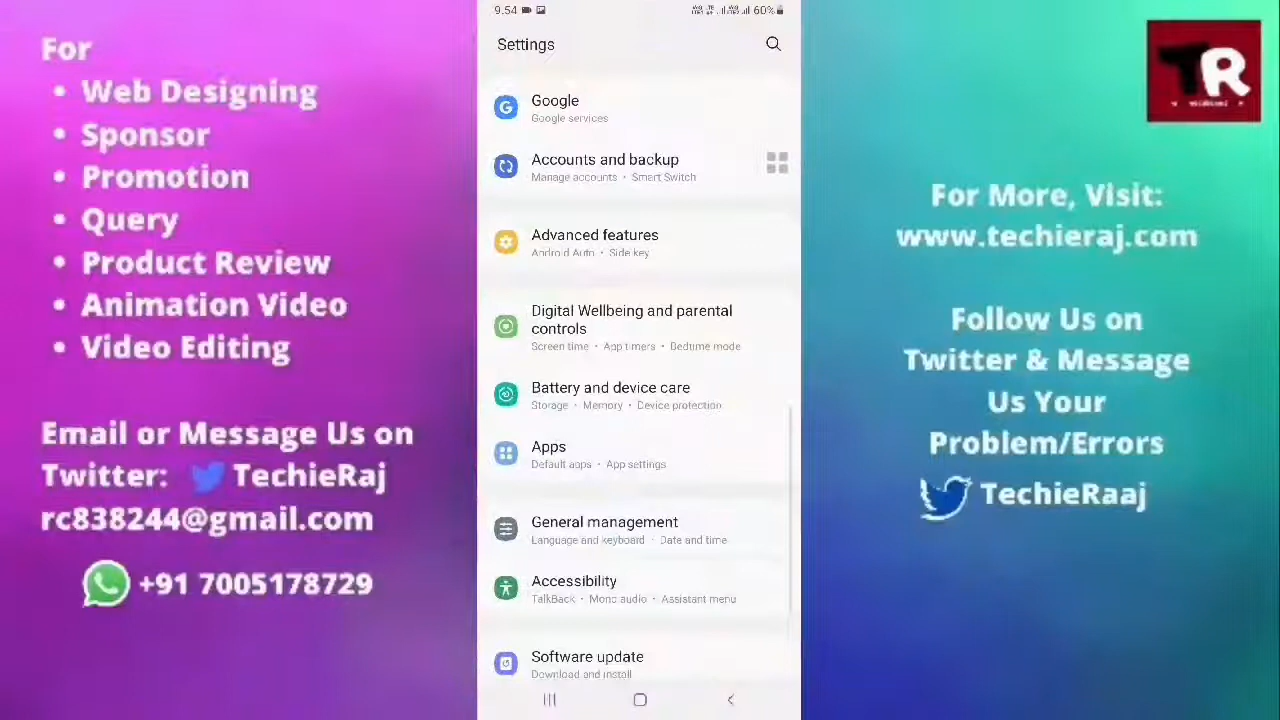 For
• Web Designing
• Sponsor
• Promotion
• Query
• Product Review
• Animation Video
• Video Editing
Email or Message Us on
Twitter: TechieRaj
rc838244@gmail.com
+91 7005178729
9.54
60%
Settings
Google
Google services
Accounts and backup
Manage accounts • Smart Switch
Advanced features
Android Auto • Side key
Digital Wellbeing and parental
controls
Screen time • App timers • Bedtime mode
Battery and device care
Storage • Memory • Device protection
Apps
Default apps • App settings
General management
Language and keyboard • Date and time
Accessibility
TalkBack • Mono audio • Assistant menu
Software update
Download and install
TR
For More, Visit:
www.techieraj.com
Follow Us on
Twitter & Message
Us Your
Problem/Errors
TechieRaaj